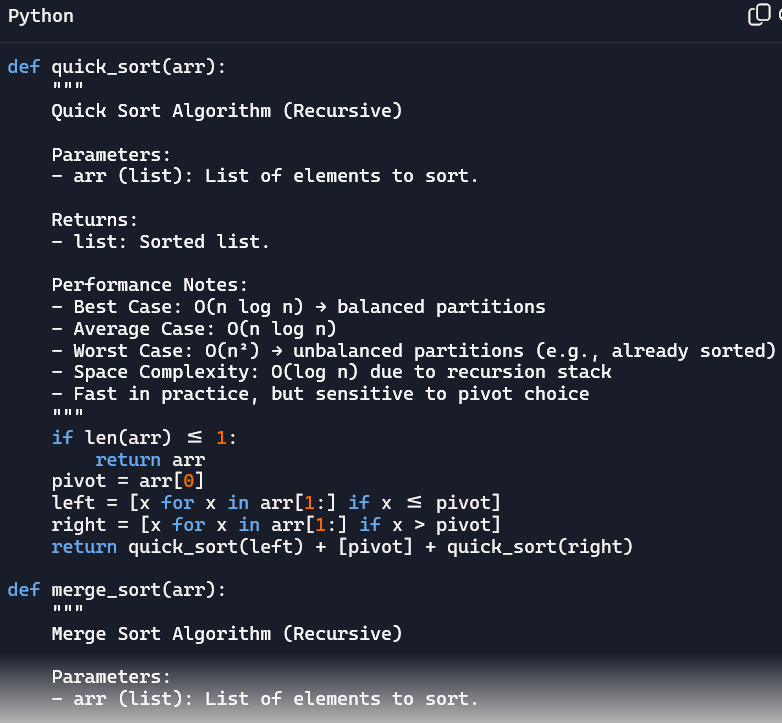 Python
def quick_sort(arr):
    """
    Quick Sort Algorithm (Recursive)

    Parameters:
    - arr (list): List of elements to sort.

    Returns:
    - list: Sorted list.

    Performance Notes:
    - Best Case: O(n log n) → balanced partitions
    - Average Case: O(n log n)
    - Worst Case: O(n²) → unbalanced partitions (e.g., already sorted)
    - Space Complexity: O(log n) due to recursion stack
    - Fast in practice, but sensitive to pivot choice
    """
    if len(arr) ≤ 1:
        return arr
    pivot = arr[0]
    left = [x for x in arr[1:] if x ≤ pivot]
    right = [x for x in arr[1:] if x > pivot]
    return quick_sort(left) + [pivot] + quick_sort(right)

def merge_sort(arr):
    """
    Merge Sort Algorithm (Recursive)

    Parameters:
    - arr (list): List of elements to sort.